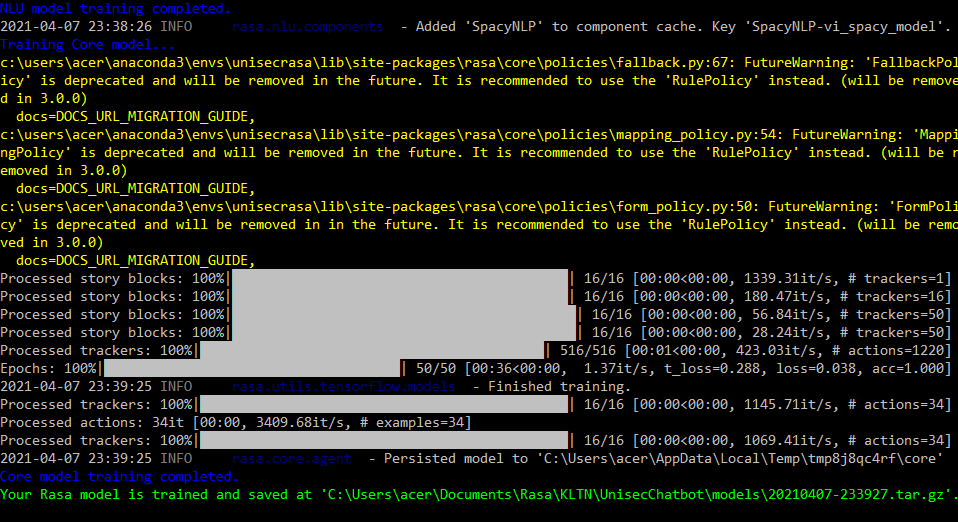 NLU model training completed.
2021-04-07 23:38:26 INFO     rasa.nlu.components  - Added 'SpacyNLP' to component cache. Key 'SpacyNLP-vi_spacy_model'.
Training Core model...
c:\users\acer\anaconda3\envs\unisecrasa\lib\site-packages\rasa\core\policies\fallback.py:67: FutureWarning: 'FallbackPol
icy' is deprecated and will be removed in the future. It is recommended to use the 'RulePolicy' instead. (will be remove
d in 3.0.0)
  docs=DOCS_URL_MIGRATION_GUIDE,
c:\users\acer\anaconda3\envs\unisecrasa\lib\site-packages\rasa\core\policies\mapping_policy.py:54: FutureWarning: 'Mappi
ngPolicy' is deprecated and will be removed in the future. It is recommended to use the 'RulePolicy' instead. (will be r
emoved in 3.0.0)
  docs=DOCS_URL_MIGRATION_GUIDE,
c:\users\acer\anaconda3\envs\unisecrasa\lib\site-packages\rasa\core\policies\form_policy.py:50: FutureWarning: 'FormPoli
cy' is deprecated and will be removed in in the future. It is recommended to use the 'RulePolicy' instead. (will be remo
ved in 3.0.0)
  docs=DOCS_URL_MIGRATION_GUIDE,
Processed story blocks: 100%|| 16/16 [00:00<00:00, 1339.31it/s, # trackers=1]
Processed story blocks: 100%|| 16/16 [00:00<00:00, 180.47it/s, # trackers=16]
Processed story blocks: 100%|| 16/16 [00:00<00:00, 56.84it/s, # trackers=50]
Processed story blocks: 100%|| 16/16 [00:00<00:00, 28.24it/s, # trackers=50]
Processed trackers: 100%|| 516/516 [00:01<00:00, 423.03it/s, # actions=1220]
Epochs: 100%|| 50/50 [00:36<00:00,  1.37it/s, t_loss=0.288, loss=0.038, acc=1.000]
2021-04-07 23:39:25 INFO     rasa.utils.tensorflow.models  - Finished training.
Processed trackers: 100%|| 16/16 [00:00<00:00, 1145.71it/s, # actions=34]
Processed actions: 34it [00:00, 3409.68it/s, # examples=34]
Processed trackers: 100%|| 16/16 [00:00<00:00, 1069.41it/s, # actions=34]
2021-04-07 23:39:25 INFO     rasa.core.agent  - Persisted model to 'C:\Users\acer\AppData\Local\Temp\tmp8j8qc4rf\core'
Core model training completed.
Your Rasa model is trained and saved at 'C:\Users\acer\Documents\Rasa\KLTN\UnisecChatbot\models\20210407-233927.tar.gz'.